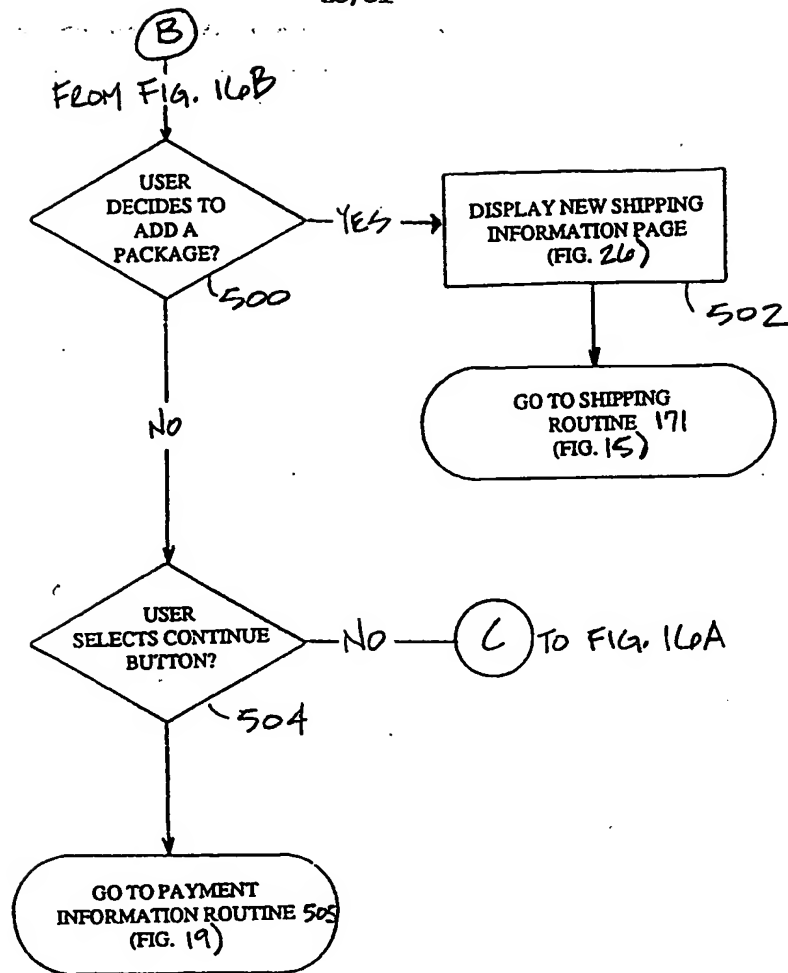 B
FROM FIG. 16B
USER
DECIDES TO
ADD A
PACKAGE?
YES
500
DISPLAY NEW SHIPPING
INFORMATION PAGE
(FIG. 26)
502
GO TO SHIPPING
ROUTINE 171
(FIG. 15)
NO
USER
SELECTS CONTINUE
BUTTON?
NO
C
TO FIG. 16A
504
GO TO PAYMENT
INFORMATION ROUTINE 505
(FIG. 19)